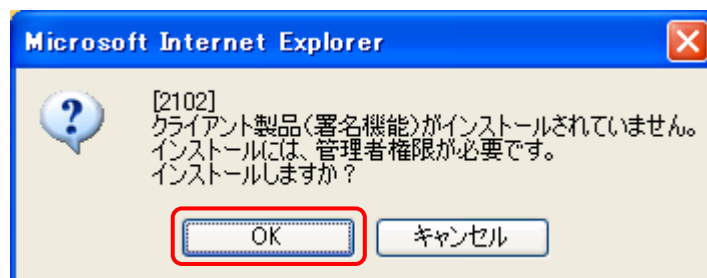 Microsoft Internet Explorer
[2102]
クライアント製品(署名機能)がインストールされていません。
インストールには、管理者権限が必要です。
インストールしますか？
OK
キャンセル